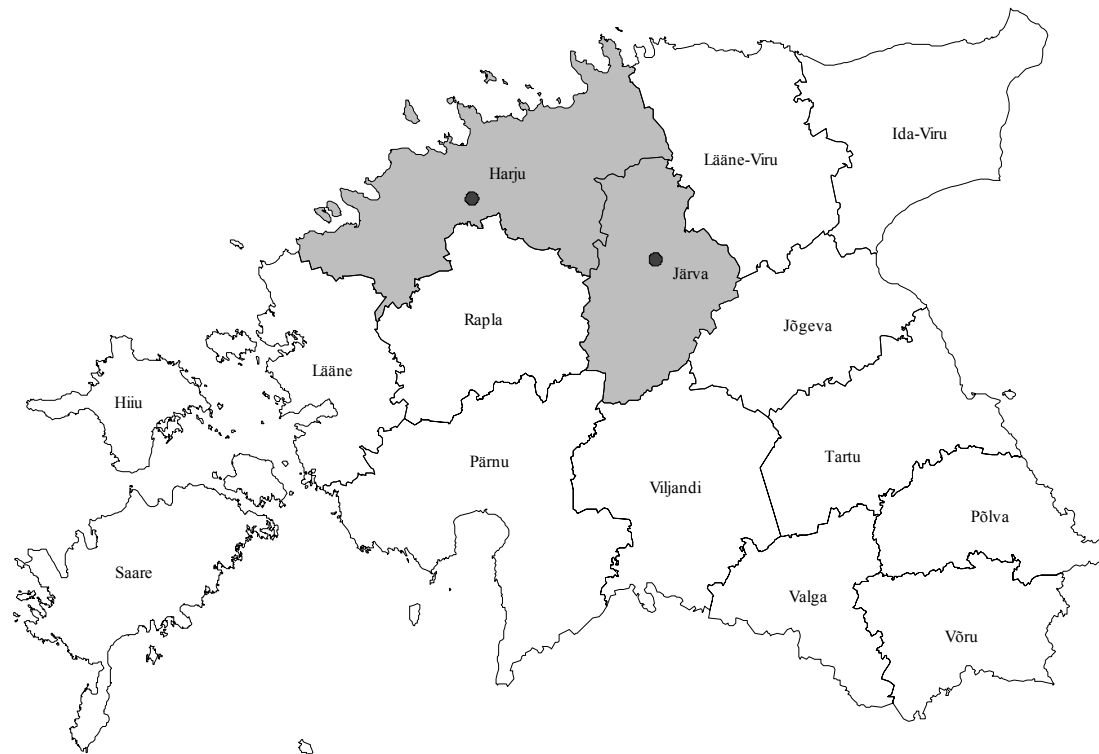 Ida-Viru
Lääne-Viru
Harju
Järva
Rapla
Jõgeva
Lääne
Hiiu
Tartu
Pärnu
Viljandi
Põlva
Saare
Valga
Võru